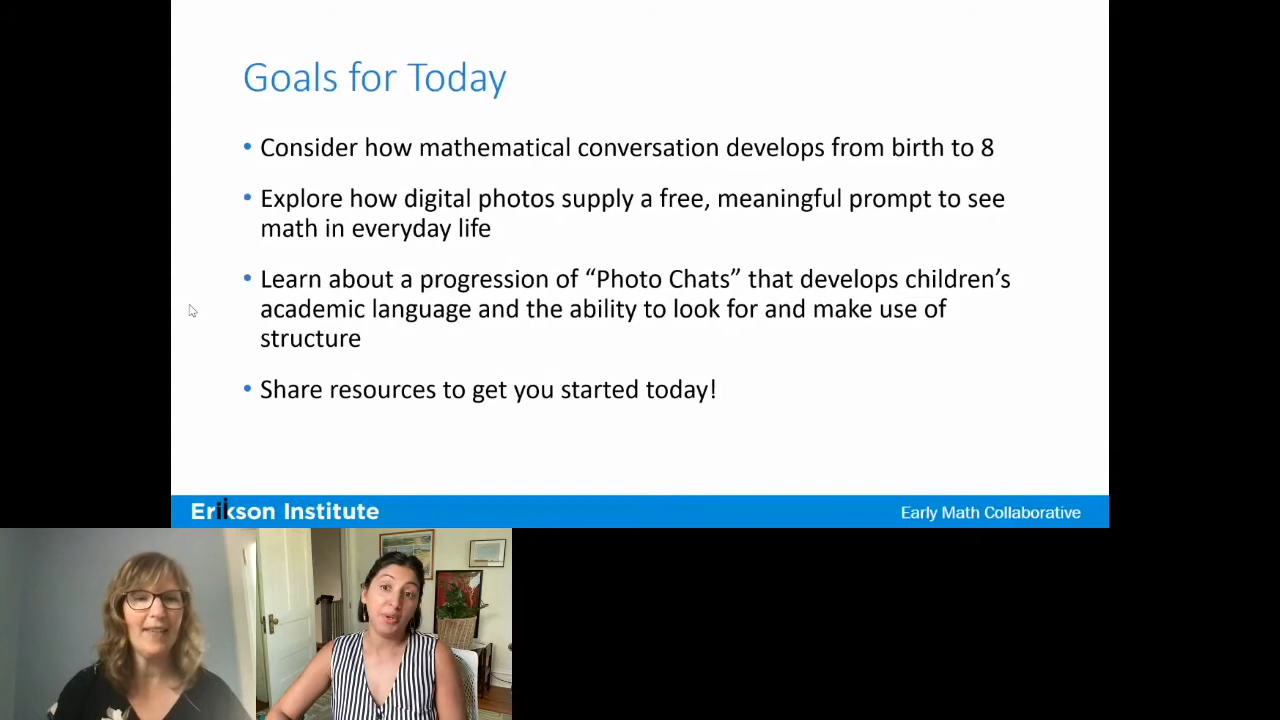 Goals for Today
• Consider how mathematical conversation develops from birth to 8
• Explore how digital photos supply a free, meaningful prompt to see
math in everyday life
• Learn about a progression of “Photo Chats” that develops children’s
academic language and the ability to look for and make use of
structure
• Share resources to get you started today!
Erikson Institute
Early Math Collaborative